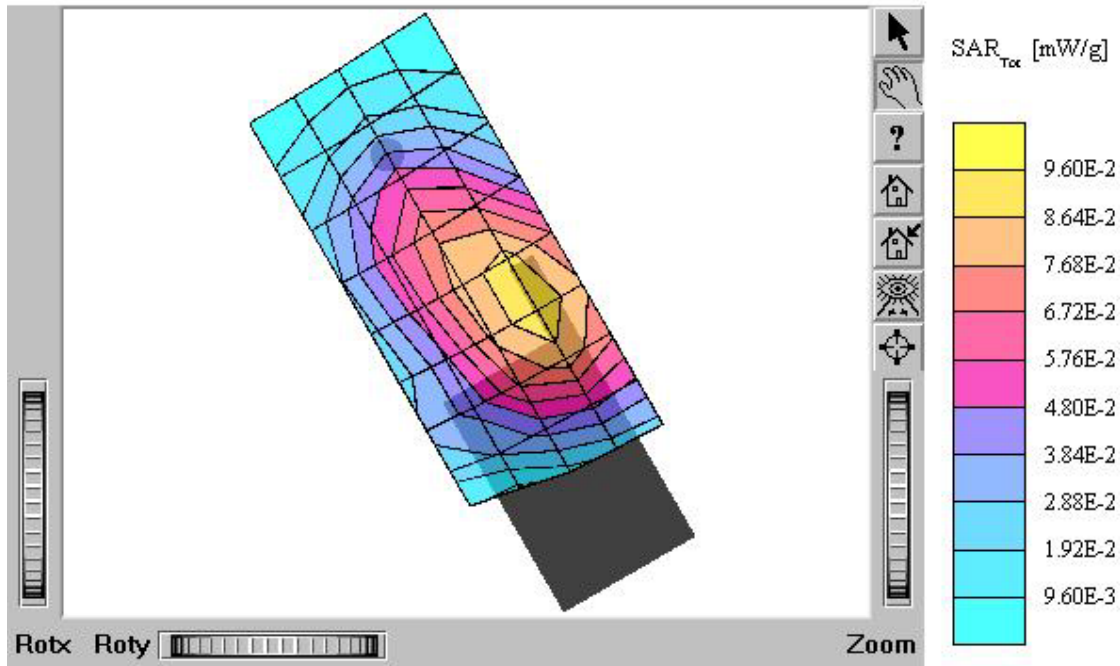 SAR_Tot [mW/g]
?
9.60E-2
8.64E-2
7.68E-2
6.72E-2
5.76E-2
4.80E-2
3.84E-2
2.88E-2
1.92E-2
9.60E-3
Rotx Roty Zoom